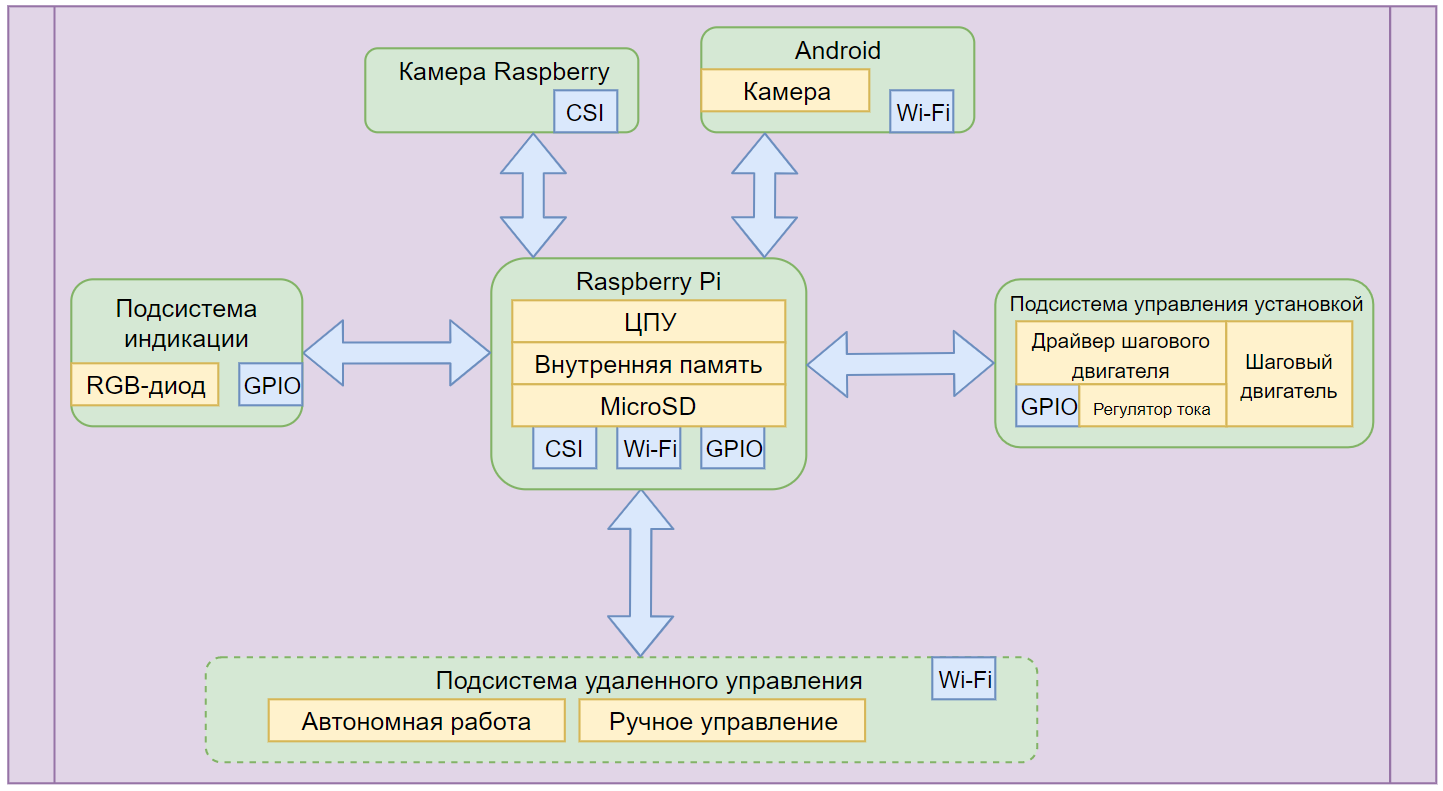 Камера Raspberry
CSI
Android
Камера
Wi-Fi
Подсистема
индикации
RGB-диод
GPIO
Raspberry Pi
ЦПУ
Внутренняя память
MicroSD
CSI
Wi-Fi
GPIO
Подсистема управления установкой
Драйвер шагового
двигателя
GPIO
Регулятор тока
Шаговый
двигатель
Подсистема удаленного управления
Wi-Fi
Автономная работа
Ручное управление